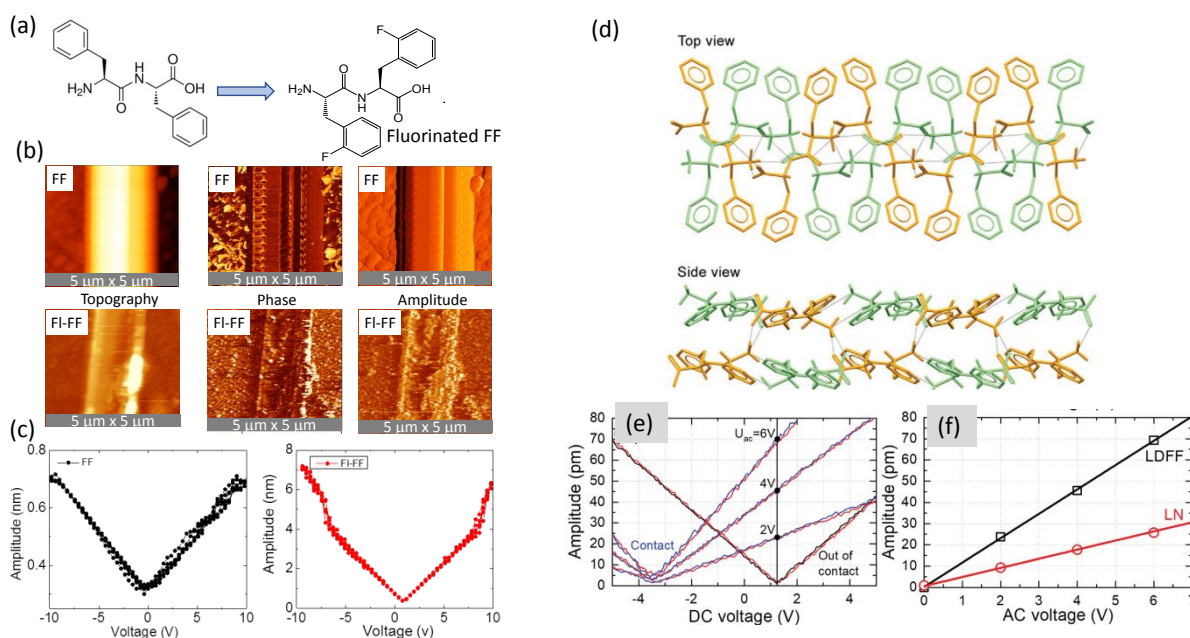 (a)
H₂N
O
H
N
O
OH
H₂N
O
H
N
O
OH
F
F
.
Fluorinated FF
(b)
FF
5 µm x 5 µm
FF
5 µm x 5 µm
FF
5 µm x 5 µm
Topography
Phase
Amplitude
Fl-FF
5 µm x 5 µm
Fl-FF
5 µm x 5 µm
Fl-FF
5 µm x 5 µm
(c)
FF
Amplitude (nm)
0.8
0.6
0.4
-10 -5 0 5 10
Voltage (V)
Fl-FF
Amplitude (nm)
8
6
4
2
0
-10 -5 0 5 10
Voltage (v)
(d)
Top view
Side view
(e)
Amplitude (pm)
80
70
60
50
40
30
20
10
0
Uac=6V
4V
2V
Contact
Out of
contact
-4 -2 0 2 4
DC voltage (V)
(f)
Amplitude (pm)
80
70
60
50
40
30
20
10
0
LDFF
LN
0 2 4 6
AC voltage (V)